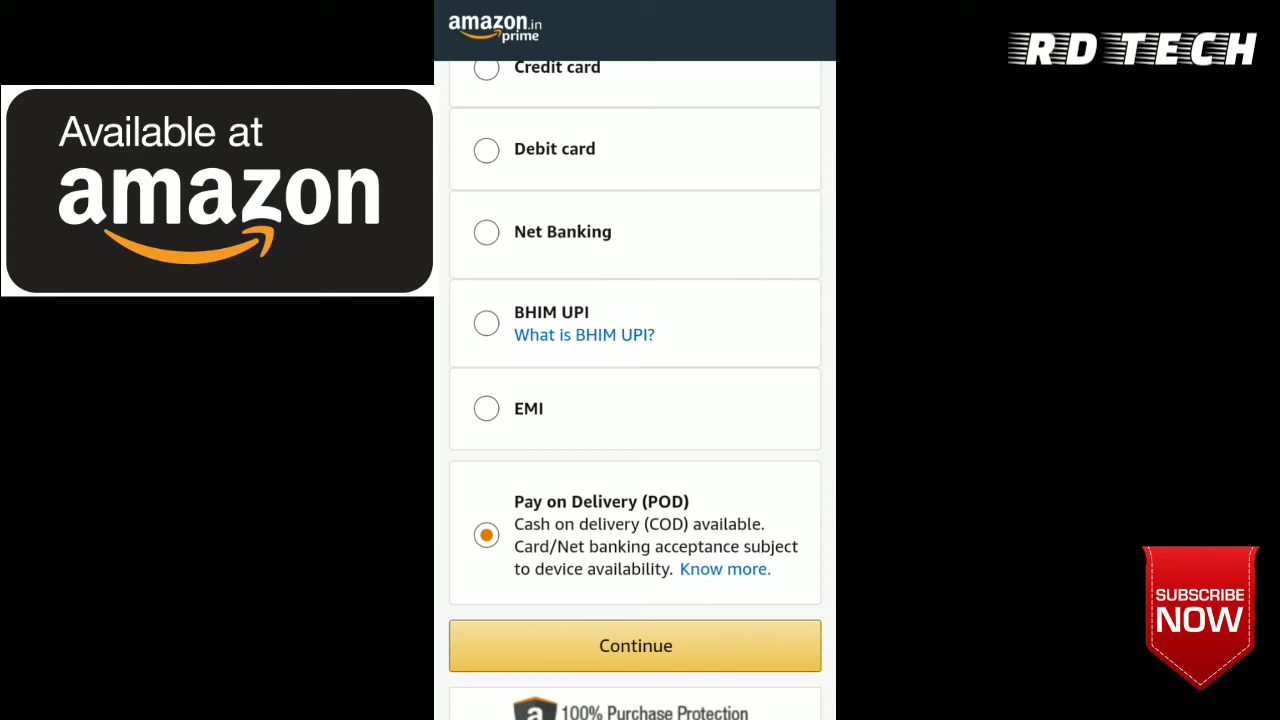 Available at
amazon
amazon.in
prime
Credit card
Debit card
Net Banking
BHIM UPI
What is BHIM UPI?
EMI
Pay on Delivery (POD)
Cash on delivery (COD) available.
Card/Net banking acceptance subject
to device availability. Know more.
Continue
a 100% Purchase Protection
RD TECH
SUBSCRIBE
NOW